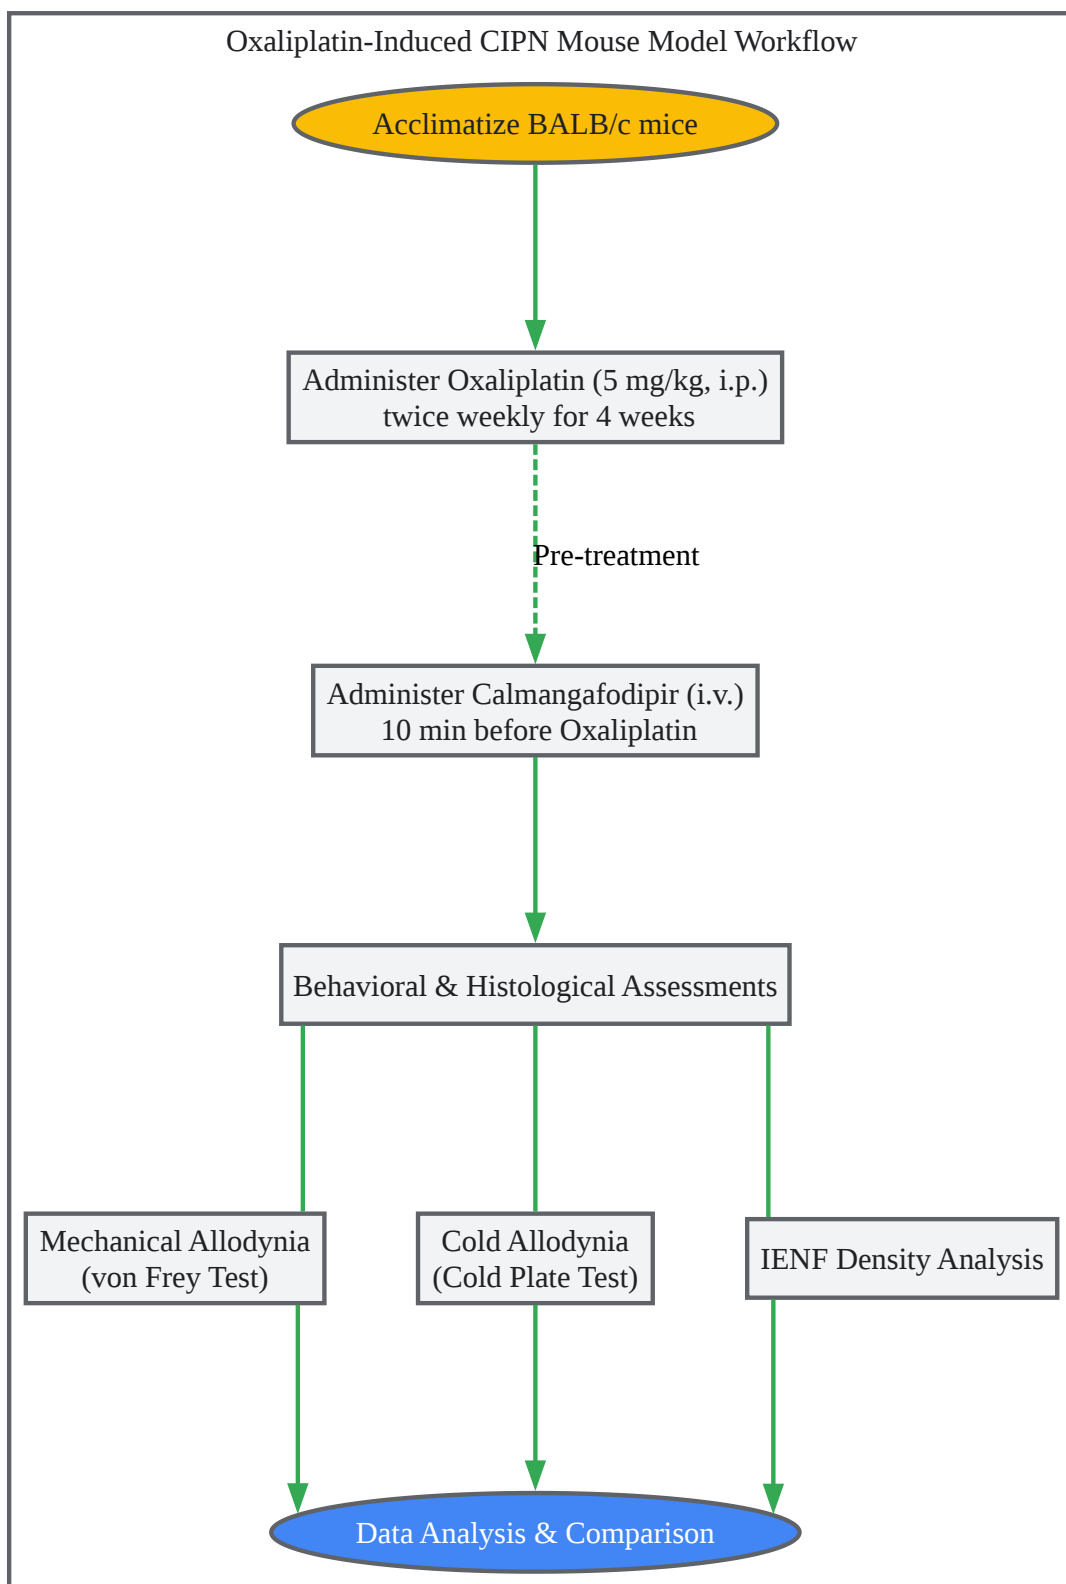 Oxaliplatin-Induced CIPN Mouse Model Workflow
Acclimatize BALB/c mice
Administer Oxaliplatin (5 mg/kg, i.p.)
twice weekly for 4 weeks
Pre-treatment
Administer Calmangafodipir (i.v.)
10 min before Oxaliplatin
Behavioral & Histological Assessments
Mechanical Allodynia
(von Frey Test)
Cold Allodynia
(Cold Plate Test)
IENF Density Analysis
Data Analysis & Comparison